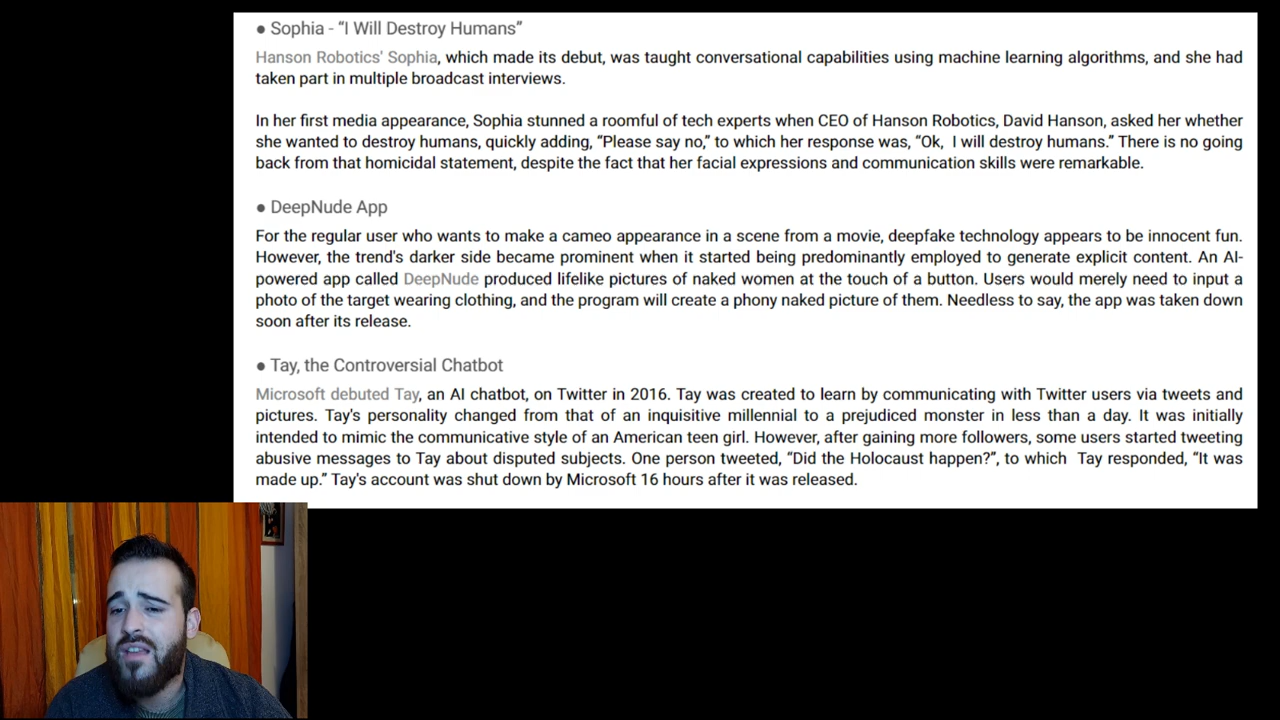 ● Sophia - “I Will Destroy Humans”
Hanson Robotics' Sophia, which made its debut, was taught conversational capabilities using machine learning algorithms, and she had
taken part in multiple broadcast interviews.
In her first media appearance, Sophia stunned a roomful of tech experts when CEO of Hanson Robotics, David Hanson, asked her whether
she wanted to destroy humans, quickly adding, “Please say no,” to which her response was, “Ok,  I will destroy humans.” There is no going
back from that homicidal statement, despite the fact that her facial expressions and communication skills were remarkable.
● DeepNude App
For the regular user who wants to make a cameo appearance in a scene from a movie, deepfake technology appears to be innocent fun.
However, the trend's darker side became prominent when it started being predominantly employed to generate explicit content. An AI-
powered app called DeepNude produced lifelike pictures of naked women at the touch of a button. Users would merely need to input a
photo of the target wearing clothing, and the program will create a phony naked picture of them. Needless to say, the app was taken down
soon after its release.
● Tay, the Controversial Chatbot
Microsoft debuted Tay, an AI chatbot, on Twitter in 2016. Tay was created to learn by communicating with Twitter users via tweets and
pictures. Tay's personality changed from that of an inquisitive millennial to a prejudiced monster in less than a day. It was initially
intended to mimic the communicative style of an American teen girl. However, after gaining more followers, some users started tweeting
abusive messages to Tay about disputed subjects. One person tweeted, “Did the Holocaust happen?”, to which  Tay responded, “It was
made up.” Tay's account was shut down by Microsoft 16 hours after it was released.